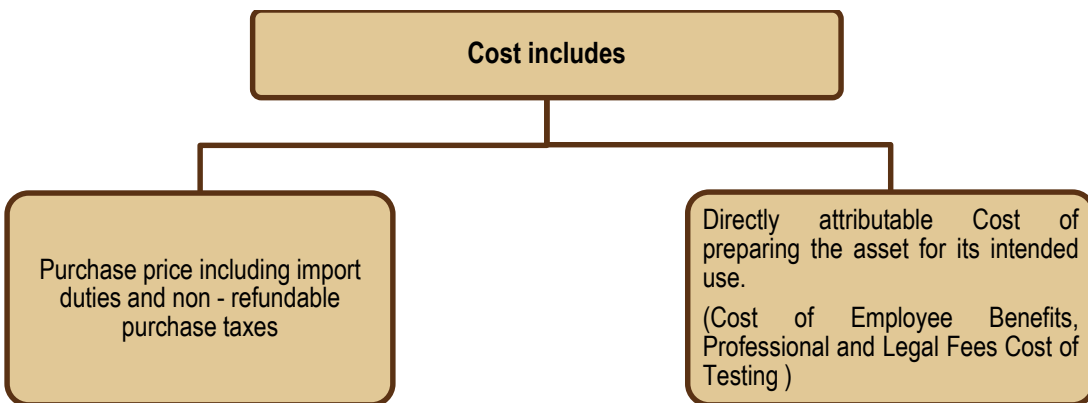 Cost includes
Purchase price including import
duties and non - refundable
purchase taxes
Directly attributable Cost of
preparing the asset for its intended
use.
(Cost of Employee Benefits,
Professional and Legal Fees Cost of
Testing )